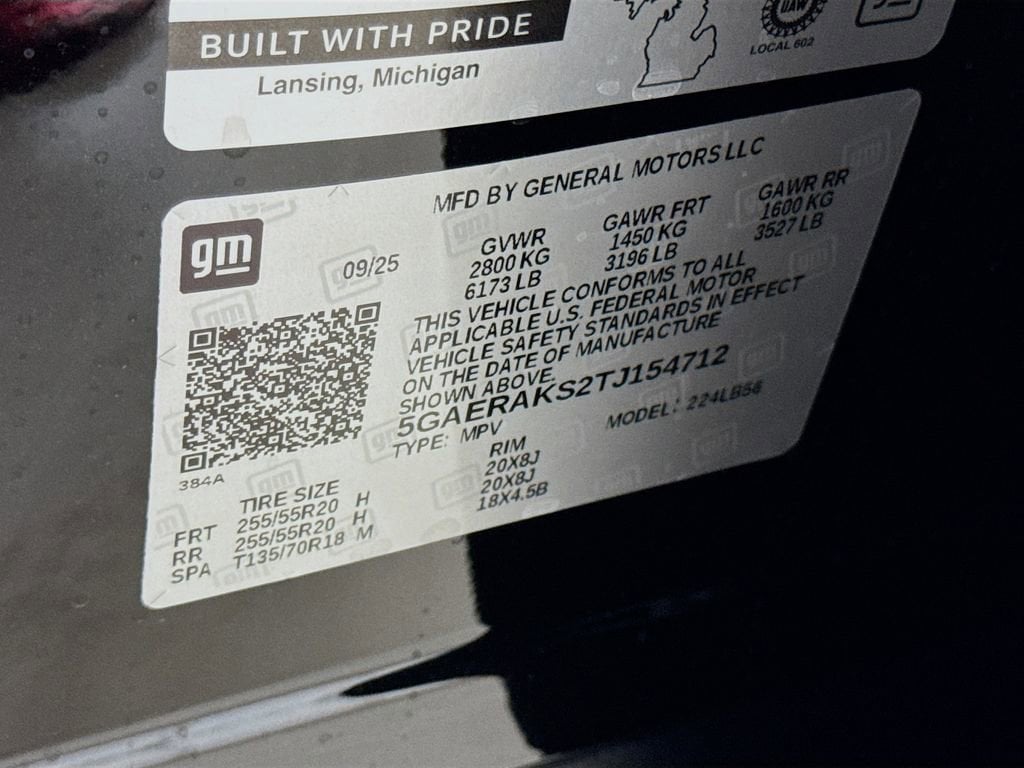 BUILT WITH PRIDE
Lansing, Michigan
UAW
LOCAL 602
MFD BY GENERAL MOTORS LLC
gm
09/25
GVWR
2800 KG
6173 LB
GAWR FRT
1450 KG
3196 LB
GAWR RR
1600 KG
3527 LB
THIS VEHICLE CONFORMS TO ALL
APPLICABLE U.S. FEDERAL MOTOR
VEHICLE SAFETY STANDARDS IN EFFECT
ON THE DATE OF MANUFACTURE
SHOWN ABOVE
5GAERAKS2TJ154712
TYPE: MPV
MODEL: 224LB56
384A
TIRE SIZE RIM
FRT 255/55R20 H 20X8J
RR 255/55R20 H 20X8J
SPA T135/70R18 M 18X4.5B